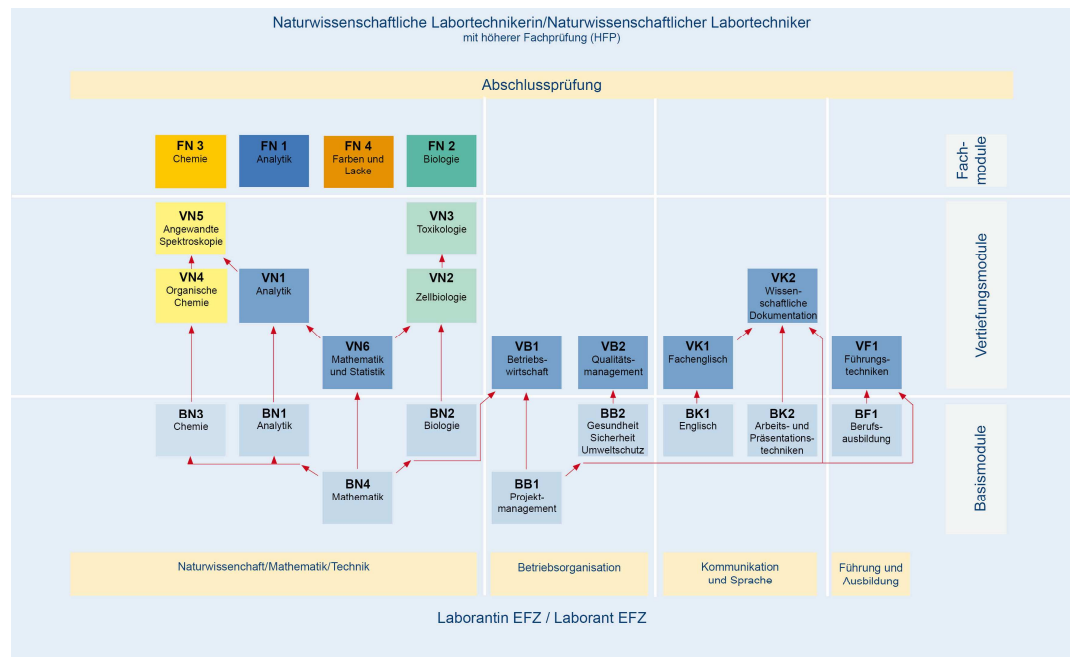 Naturwissenschaftliche Labortechnikerin/Naturwissenschaftlicher Labortechniker
mit höherer Fachprüfung (HFP)
Abschlussprüfung
FN 3
Chemie
FN 1
Analytik
FN 4
Farben und
Lacke
FN 2
Biologie
Fach-
module
VN5
Angewandte
Spektroskopie
VN3
Toxikologie
VN4
Organische
Chemie
VN1
Analytik
VN2
Zellbiologie
VK2
Wissen-
schaftliche
Dokumentation
Vertiefungsmodule
VN6
Mathematik
und Statistik
VB1
Betriebs-
wirtschaft
VB2
Qualitäts-
management
VK1
Fachenglisch
VF1
Führungs-
techniken
BN3
Chemie
BN1
Analytik
BN2
Biologie
BB2
Gesundheit
Sicherheit
Umweltschutz
BK1
Englisch
BK2
Arbeits- und
Präsentations-
techniken
BF1
Berufs-
ausbildung
Basismodule
BN4
Mathematik
BB1
Projekt-
management
Naturwissenchaft/Mathematik/Technik
Betriebsorganisation
Kommunikation
und Sprache
Führung und
Ausbildung
Laborantin EFZ / Laborant EFZ